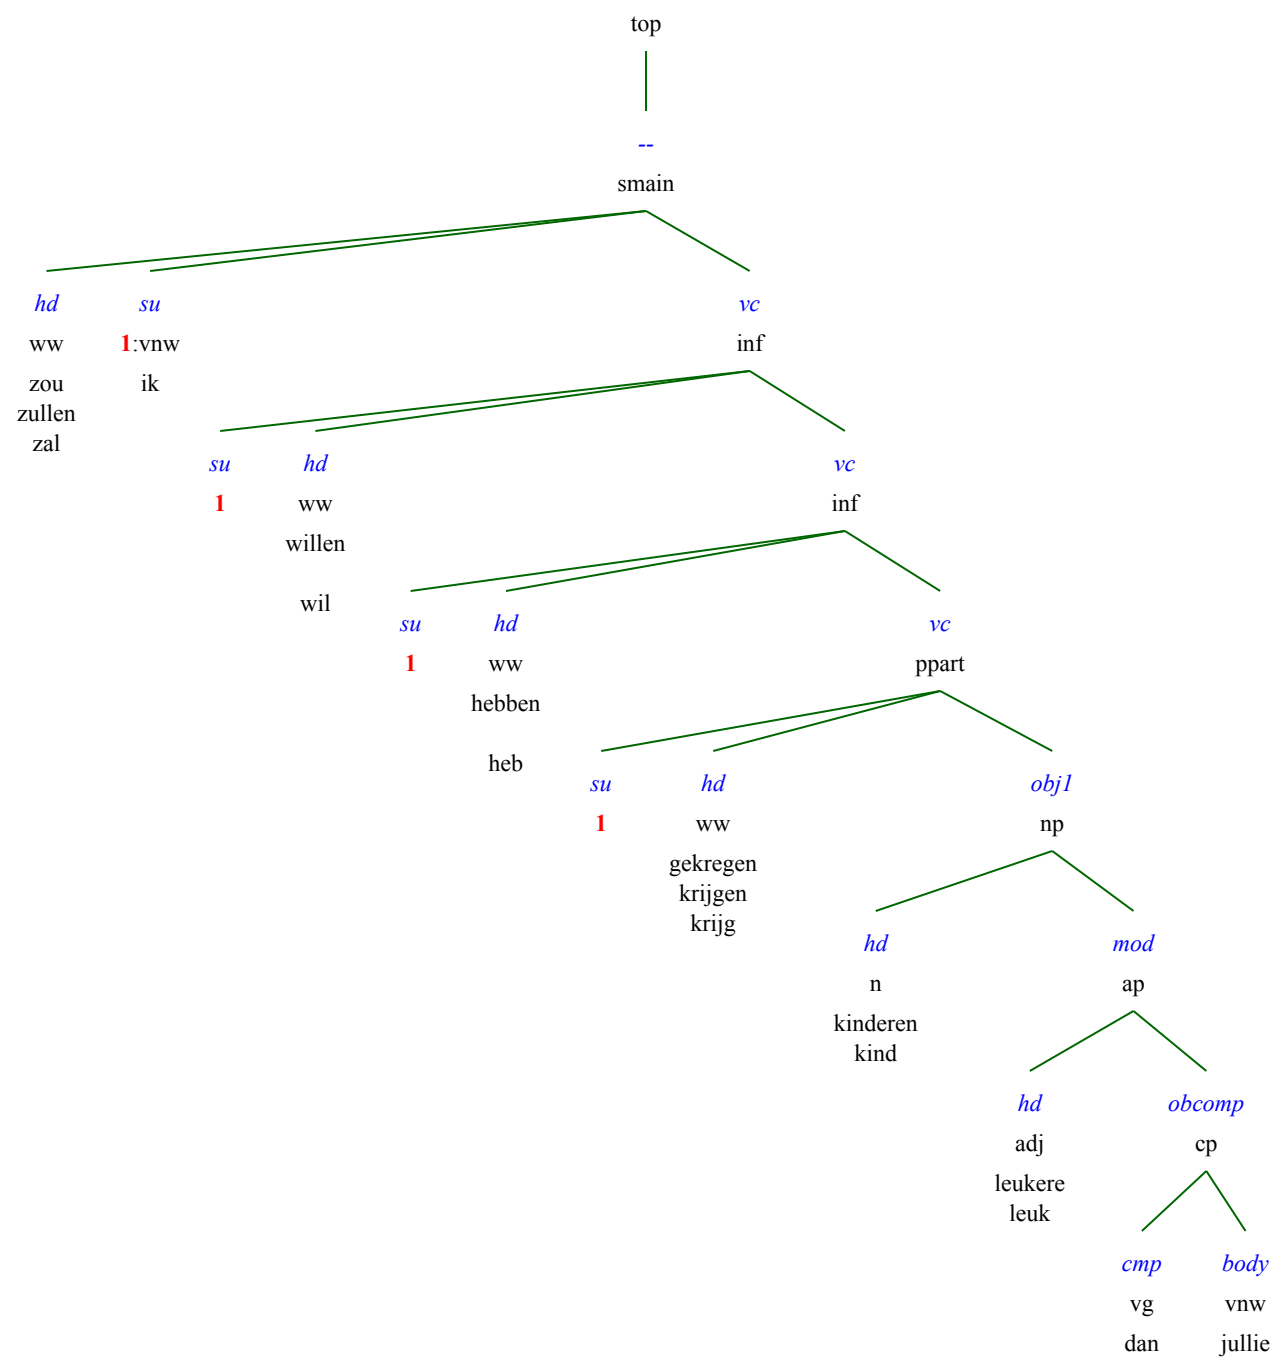 top
--
smain
hd su vc
ww 1:vnw inf
zou ik
zullen
zal
su hd vc
1 ww inf
willen
wil
su hd vc
1 ww ppart
hebben
heb
su hd obj1
1 ww np
gekregen
krijgen
krijg
hd mod
n ap
kinderen
kind
hd obcomp
adj cp
leukere
leuk
cmp body
vg vnw
dan jullie